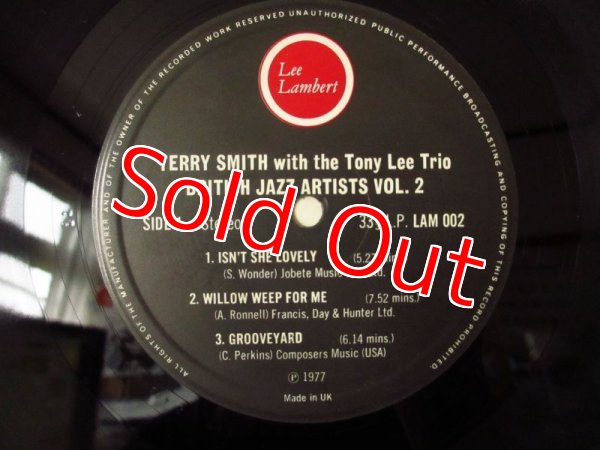 Lee
Lambert
TERRY SMITH with the Tony Lee Trio
JAZZ ARTISTS VOL. 2
SIDE Stereo 33 L.P. LAM 002
Sold Out
1. ISN'T SHE LOVELY
(S. Wonder) Jobete Music
2. WILLOW WEEP FOR ME (7.52 mins.)
(A. Ronnell) Francis, Day & Hunter Ltd.
3. GROOVEYARD (6.14 mins.)
(C. Perkins) Composers Music (USA)
℗ 1977
Made in UK
ALL RIGHTS OF THE MANUFACTURER AND OF THE OWNER OF THE RECORDED WORK RESERVED UNAUTHORIZED PUBLIC PERFORMANCE BROADCASTING AND COPYING OF THIS RECORD PROHIBITED.